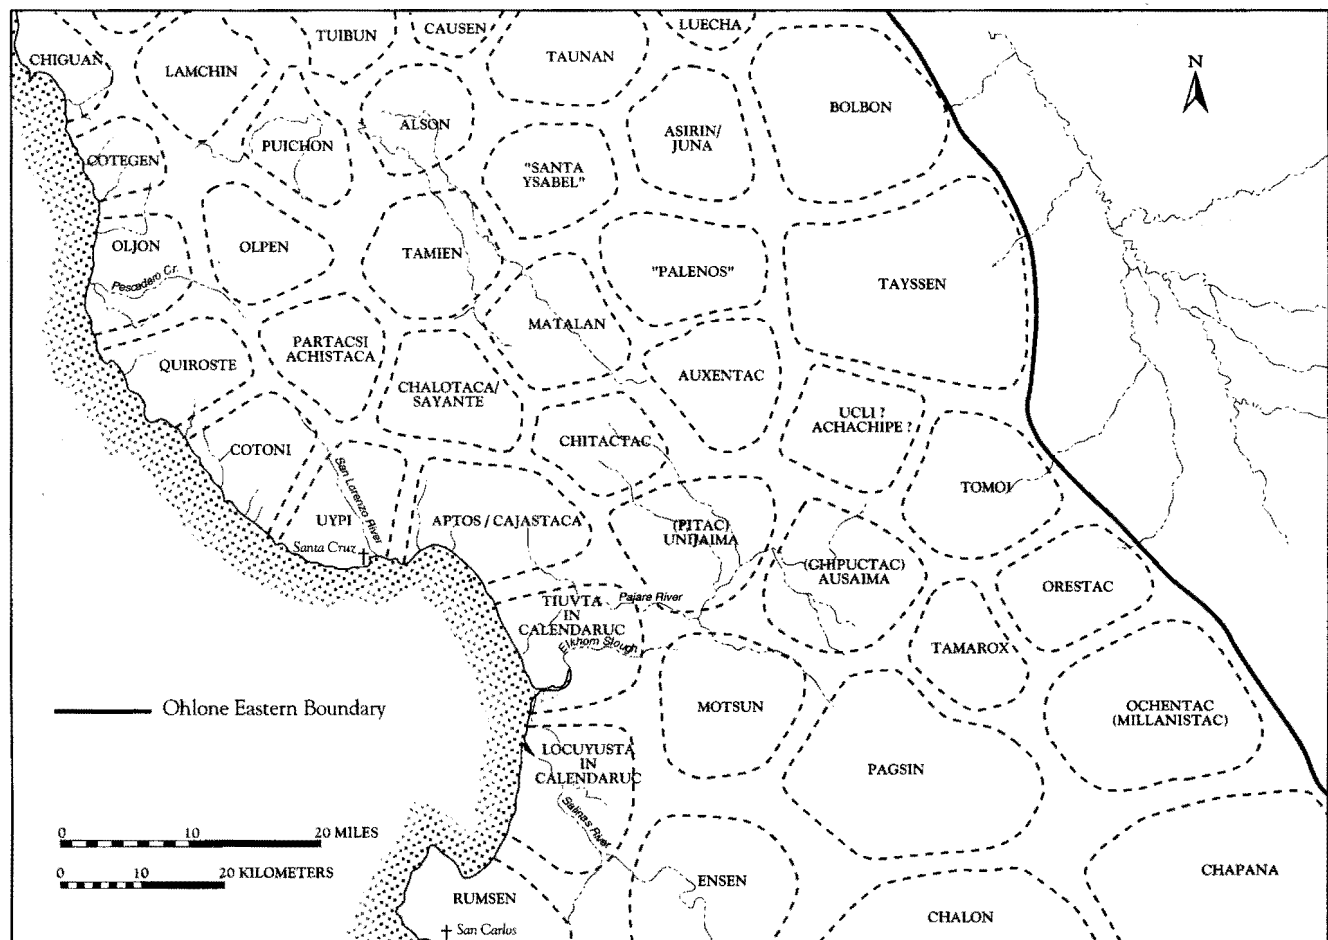 LUECHA
CAUSEN
TUIBUN
TAUNAN
CHIGUAN
LAMCHIN
N
BOLBON
ALSON
ASIRIN/
JUNA
PUICHON
COTEGEN
"SANTA
YSABEL"
OLJON
OLPEN
TAMIEN
"PALENOS"
TAYSSEN
Pescadero Cr.
MATALAN
PARTACSI
ACHISTACA
QUIROSTE
AUXENTAC
CHALOTACA/
SAYANTE
UCLI ?
ACHACHIPE ?
CHITACTAC
COTONI
San Lorenzo River
TOMOI
UYPI
APTOS / CAJASTACA
(PITAC)
UNIJAIMA
Santa Cruz
(CHIPUCTAC)
AUSAIMA
ORESTAC
TIUVTA
IN
CALENDARUC
Pajaro River
Elkhorn Slough
TAMAROX
MOTSUN
OCHENTAC
(MILLANISTAC)
Ohlone Eastern Boundary
LOCUYUSTA
IN
CALENDARUC
PAGSIN
Salinas River
0 10 20 MILES
0 10 20 KILOMETERS
ENSEN
CHAPANA
RUMSEN
CHALON
San Carlos